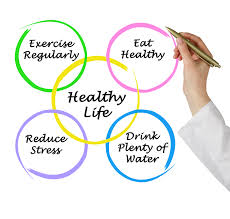 Exercise
Regularly
Eat
Healthy
Healthy
Life
Reduce
Stress
Drink
Plenty of
Water